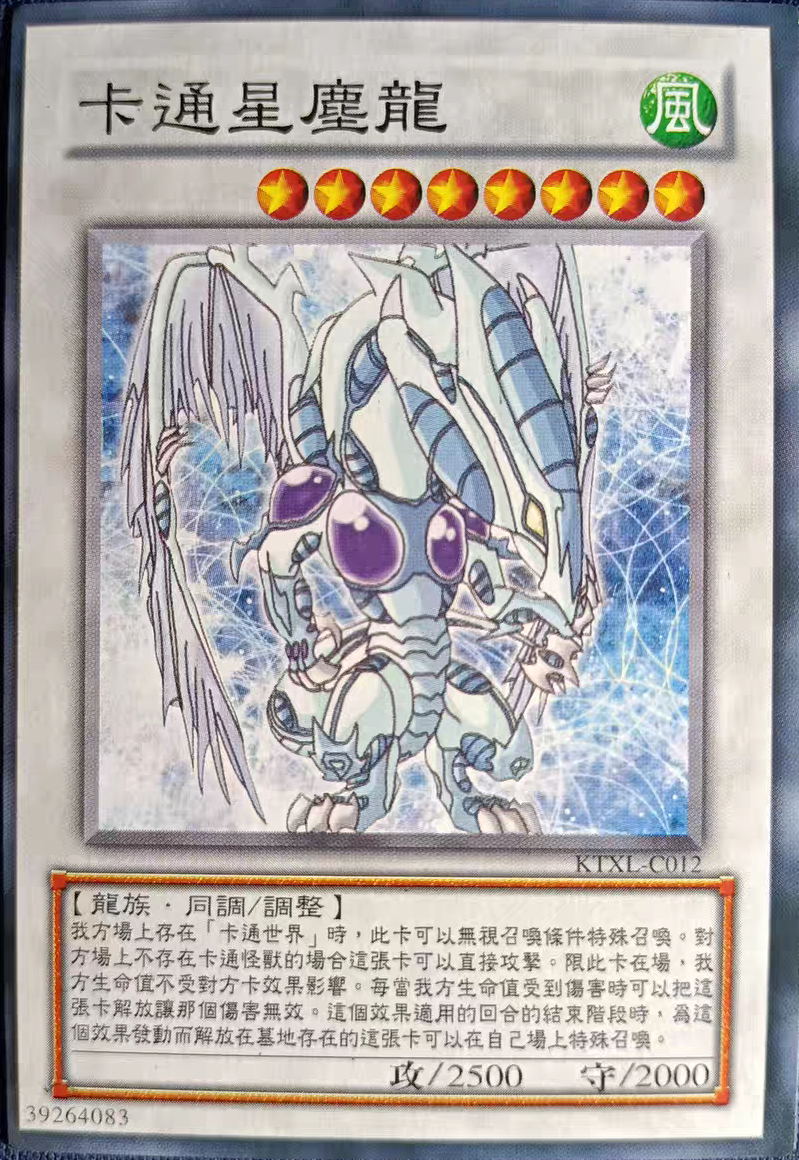 卡通星塵龍
風
KTXL-C012
【龍族・同調/調整】
我方場上存在「卡通世界」時，此卡可以無視召喚條件特殊召喚。對
方場上不存在卡通怪獸的場合這張卡可以直接攻擊。限此卡在場，我
方生命值不受對方卡效果影響。每當我方生命值受到傷害時可以把這
張卡解放讓那個傷害無效。這個效果適用的回合的結束階段時，為這
個效果發動而解放在墓地存在的這張卡可以在自己場上特殊召喚。
攻/2500 守/2000
39264083